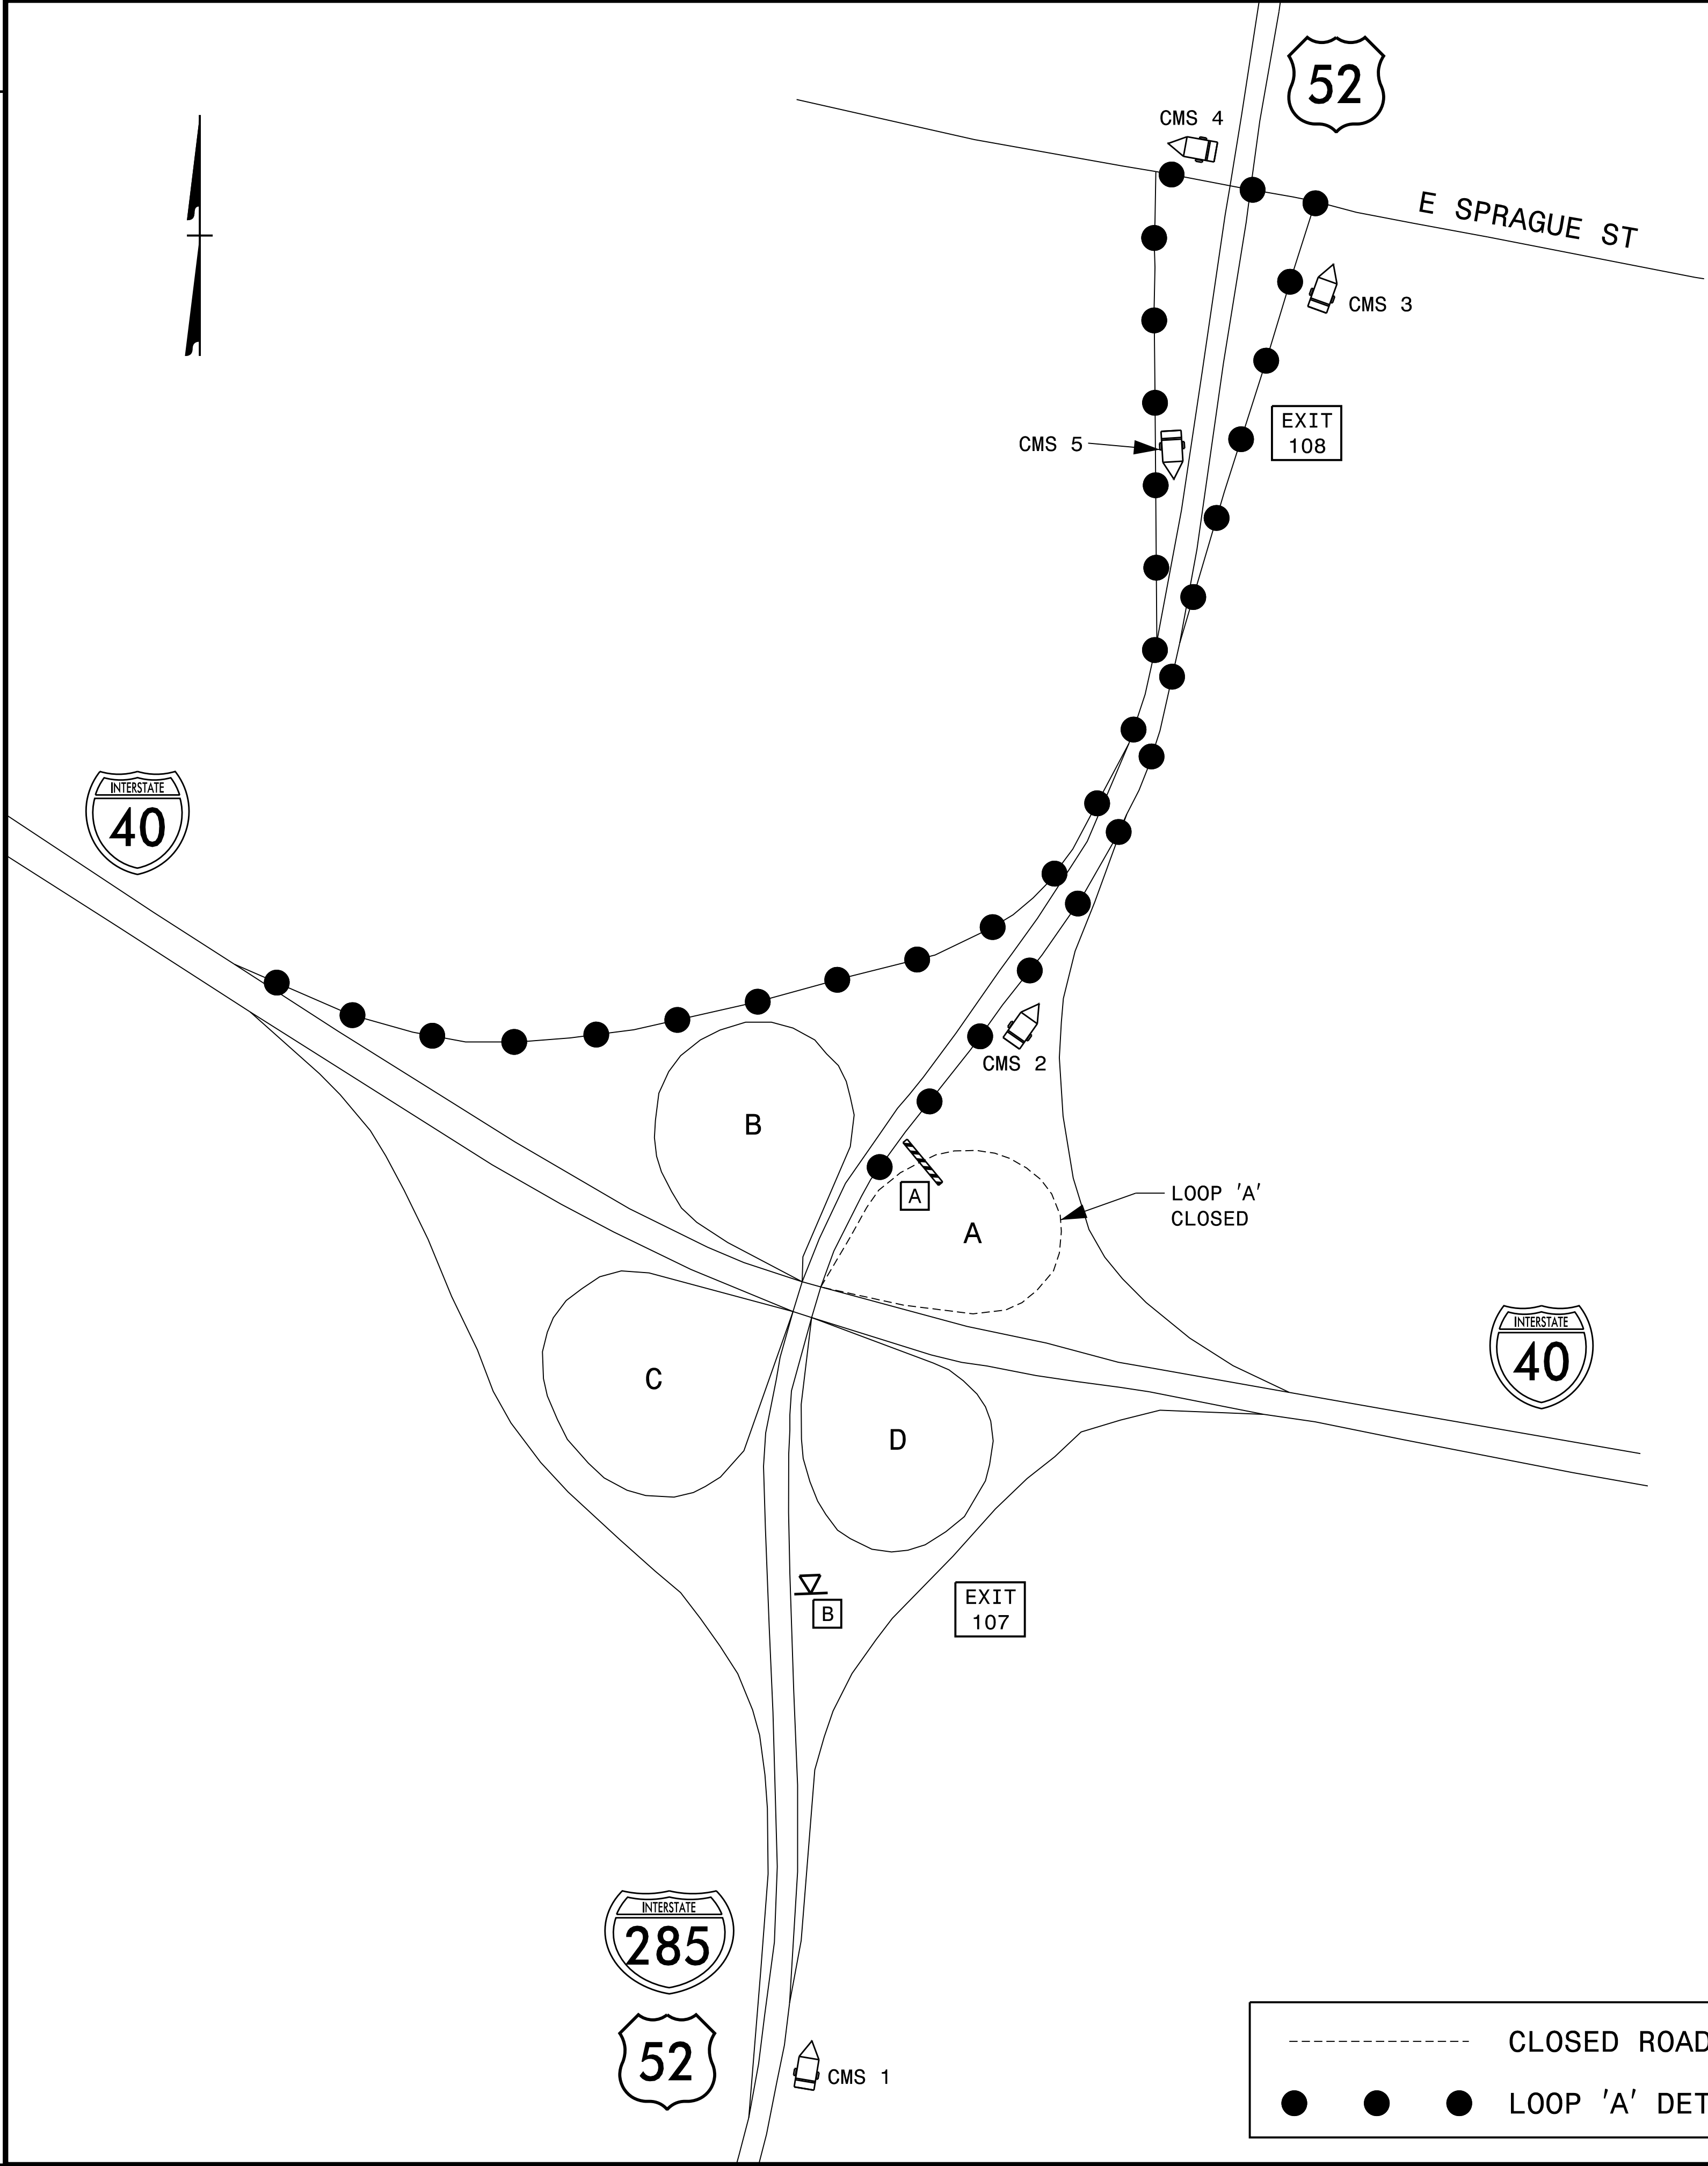 52
CMS 4
E SPRAGUE ST
CMS 3
EXIT
108
CMS 5
INTERSTATE
40
CMS 2
B
A
LOOP 'A'
CLOSED
A
INTERSTATE
40
C
D
B
EXIT
107
INTERSTATE
285
52
CMS 1
CLOSED ROAD
LOOP 'A' DET